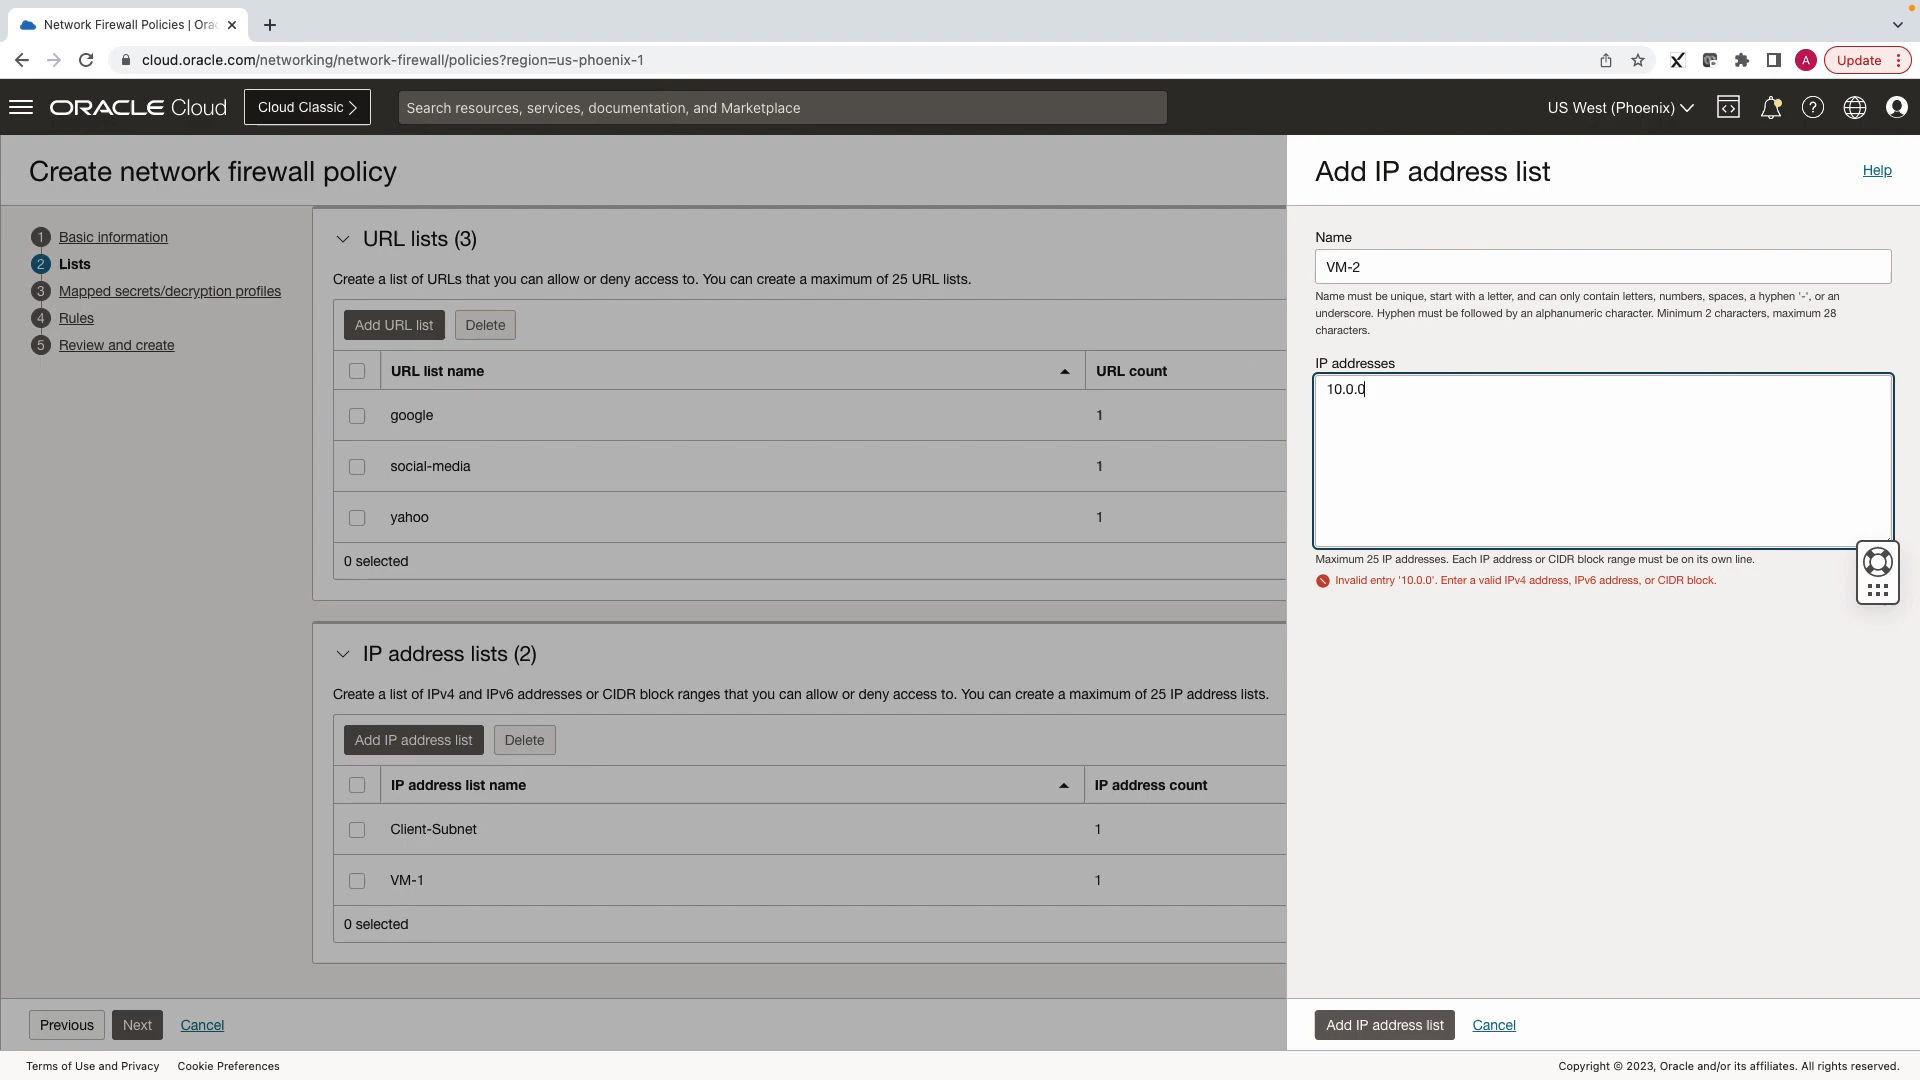 Network Firewall Policies | Orac
cloud.oracle.com/networking/network-firewall/policies?region=us-phoenix-1
A
Update
ORACLE Cloud
Cloud Classic
Search resources, services, documentation, and Marketplace
US West (Phoenix)
Create network firewall policy
1 Basic information
2 Lists
3 Mapped secrets/decryption profiles
4 Rules
5 Review and create
URL lists (3)
Create a list of URLs that you can allow or deny access to. You can create a maximum of 25 URL lists.
Add URL list
Delete
URL list name
URL count
google
1
social-media
1
yahoo
1
0 selected
IP address lists (2)
Create a list of IPv4 and IPv6 addresses or CIDR block ranges that you can allow or deny access to. You can create a maximum of 25 IP address lists.
Add IP address list
Delete
IP address list name
IP address count
Client-Subnet
1
VM-1
1
0 selected
Previous
Next
Cancel
Add IP address list
Help
Name
VM-2
Name must be unique, start with a letter, and can only contain letters, numbers, spaces, a hyphen '-', or an
underscore. Hyphen must be followed by an alphanumeric character. Minimum 2 characters, maximum 28
characters.
IP addresses
10.0.0
Maximum 25 IP addresses. Each IP address or CIDR block range must be on its own line.
Invalid entry '10.0.0'. Enter a valid IPv4 address, IPv6 address, or CIDR block.
Add IP address list
Cancel
Terms of Use and Privacy
Cookie Preferences
Copyright © 2023, Oracle and/or its affiliates. All rights reserved.